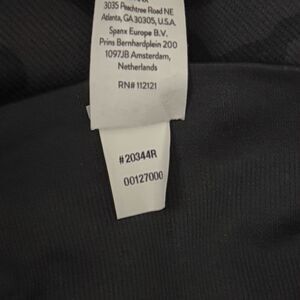 3035 Peachtree Road NE
Atlanta, GA 30305, U.S.A.
Spanx Europe B.V.
Prins Bernhardplein 200
1097JB Amsterdam,
Netherlands
RN# 112121
#20344R
00127000